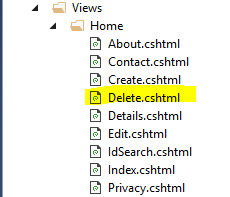 Views
Home
About.cshtml
Contact.cshtml
Create.cshtml
Delete.cshtml
Details.cshtml
Edit.cshtml
IdSearch.cshtml
Index.cshtml
Privacy.cshtml